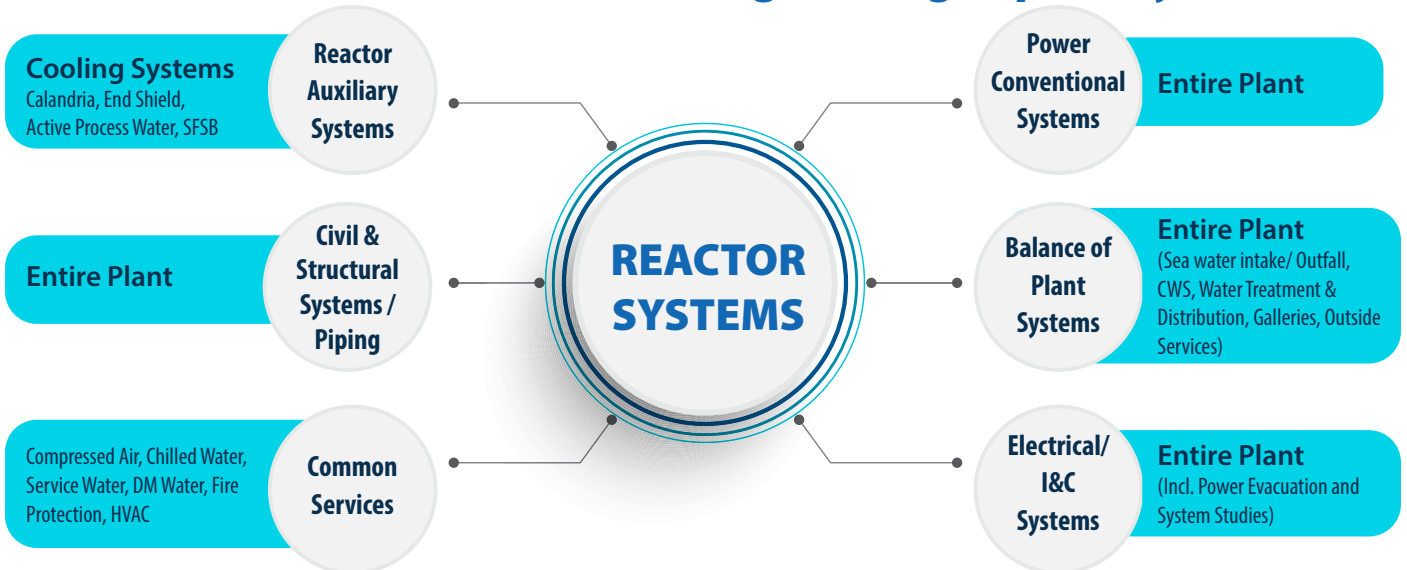 Cooling Systems
Calandria, End Shield,
Active Process Water, SFSB
Reactor
Auxiliary
Systems
Entire Plant
Civil &
Structural
Systems /
Piping
Compressed Air, Chilled Water,
Service Water, DM Water, Fire
Protection, HVAC
Common
Services
REACTOR
SYSTEMS
Power
Conventional
Systems
Entire Plant
Balance of
Plant
Systems
Entire Plant
(Sea water intake/ Outfall,
CWS, Water Treatment &
Distribution, Galleries, Outside
Services)
Electrical/
I&C
Systems
Entire Plant
(Incl. Power Evacuation and
System Studies)